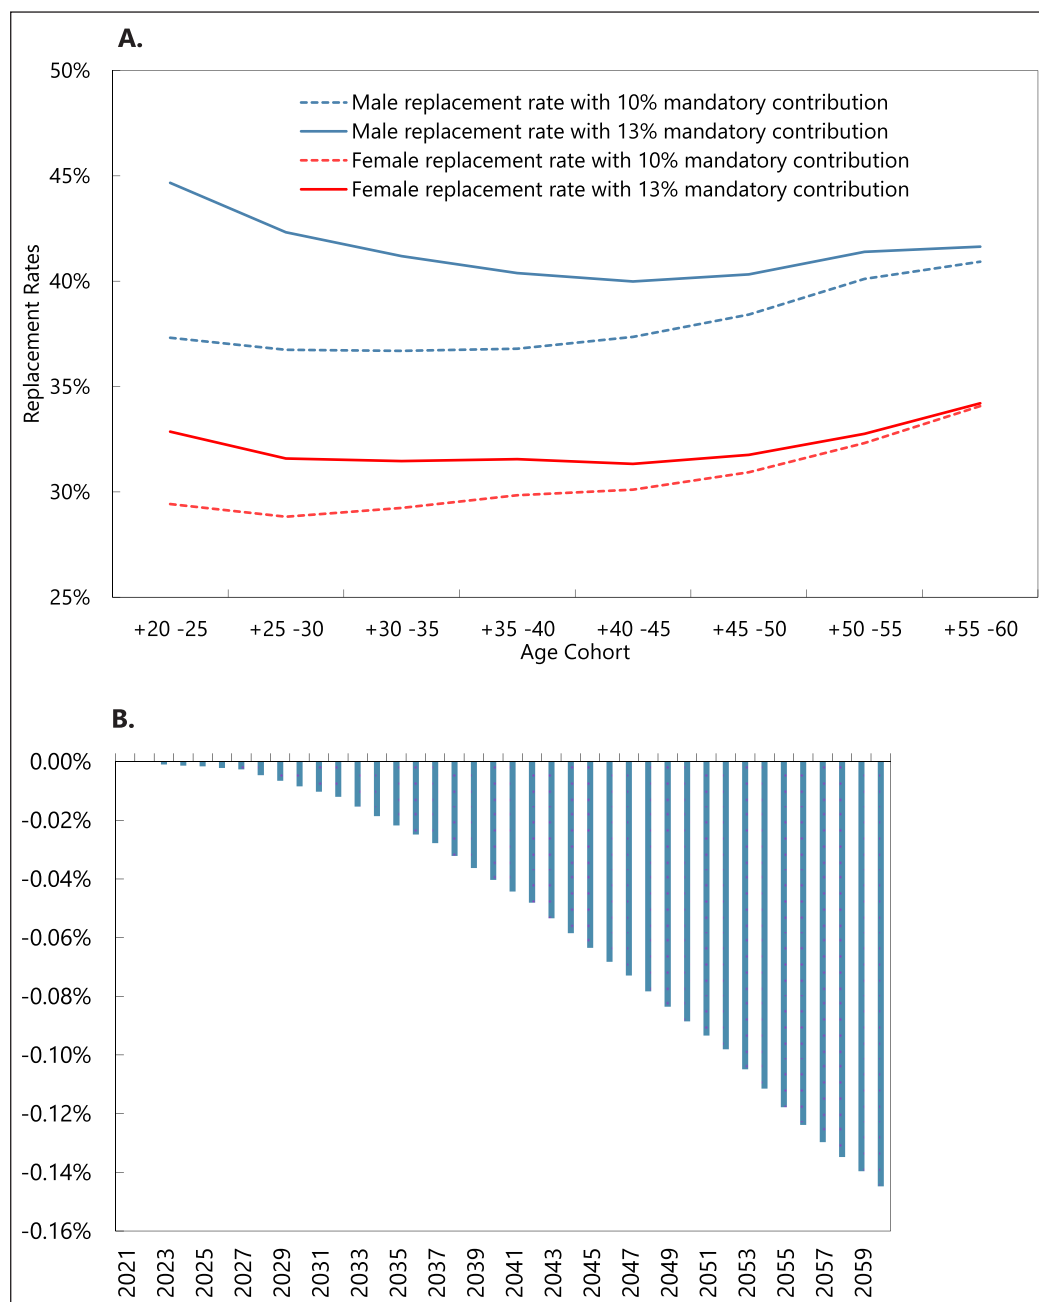 A.
50%
45%
40%
35%
30%
25%
Replacement Rates
Male replacement rate with 10% mandatory contribution
Male replacement rate with 13% mandatory contribution
Female replacement rate with 10% mandatory contribution
Female replacement rate with 13% mandatory contribution
+20 -25 +25 -30 +30 -35 +35 -40 +40 -45 +45 -50 +50 -55 +55 -60
Age Cohort
B.
0.00%
-0.02%
-0.04%
-0.06%
-0.08%
-0.10%
-0.12%
-0.14%
-0.16%
2021 2023 2025 2027 2029 2031 2033 2035 2037 2039 2041 2043 2045 2047 2049 2051 2053 2055 2057 2059